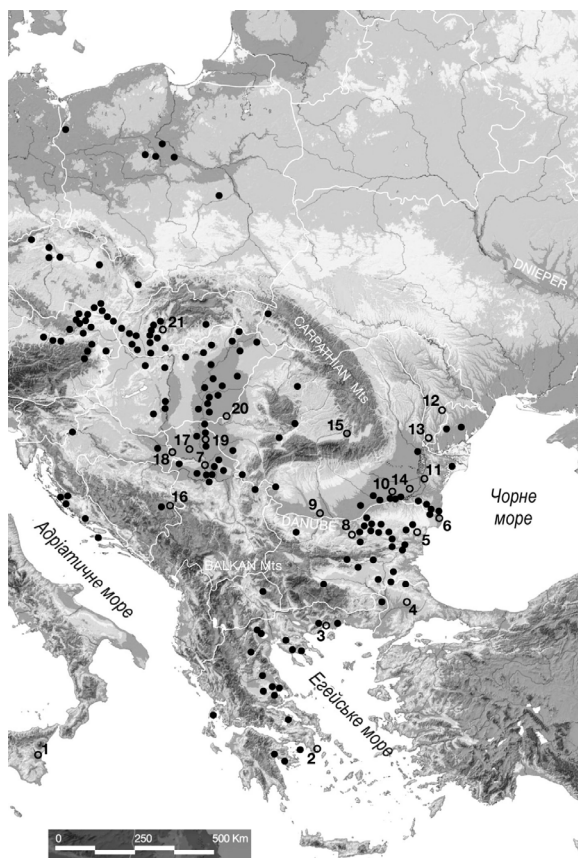 DNIEPER
21
CARPATHIAN Mts
12
20
15
13
17
19
18
7
11
10
14
16
9
DANUBE
8
5
6
Чорне
море
Адріатичне море
BALKAN Mts
4
3
Егейське море
2
1
0
250
500 Км